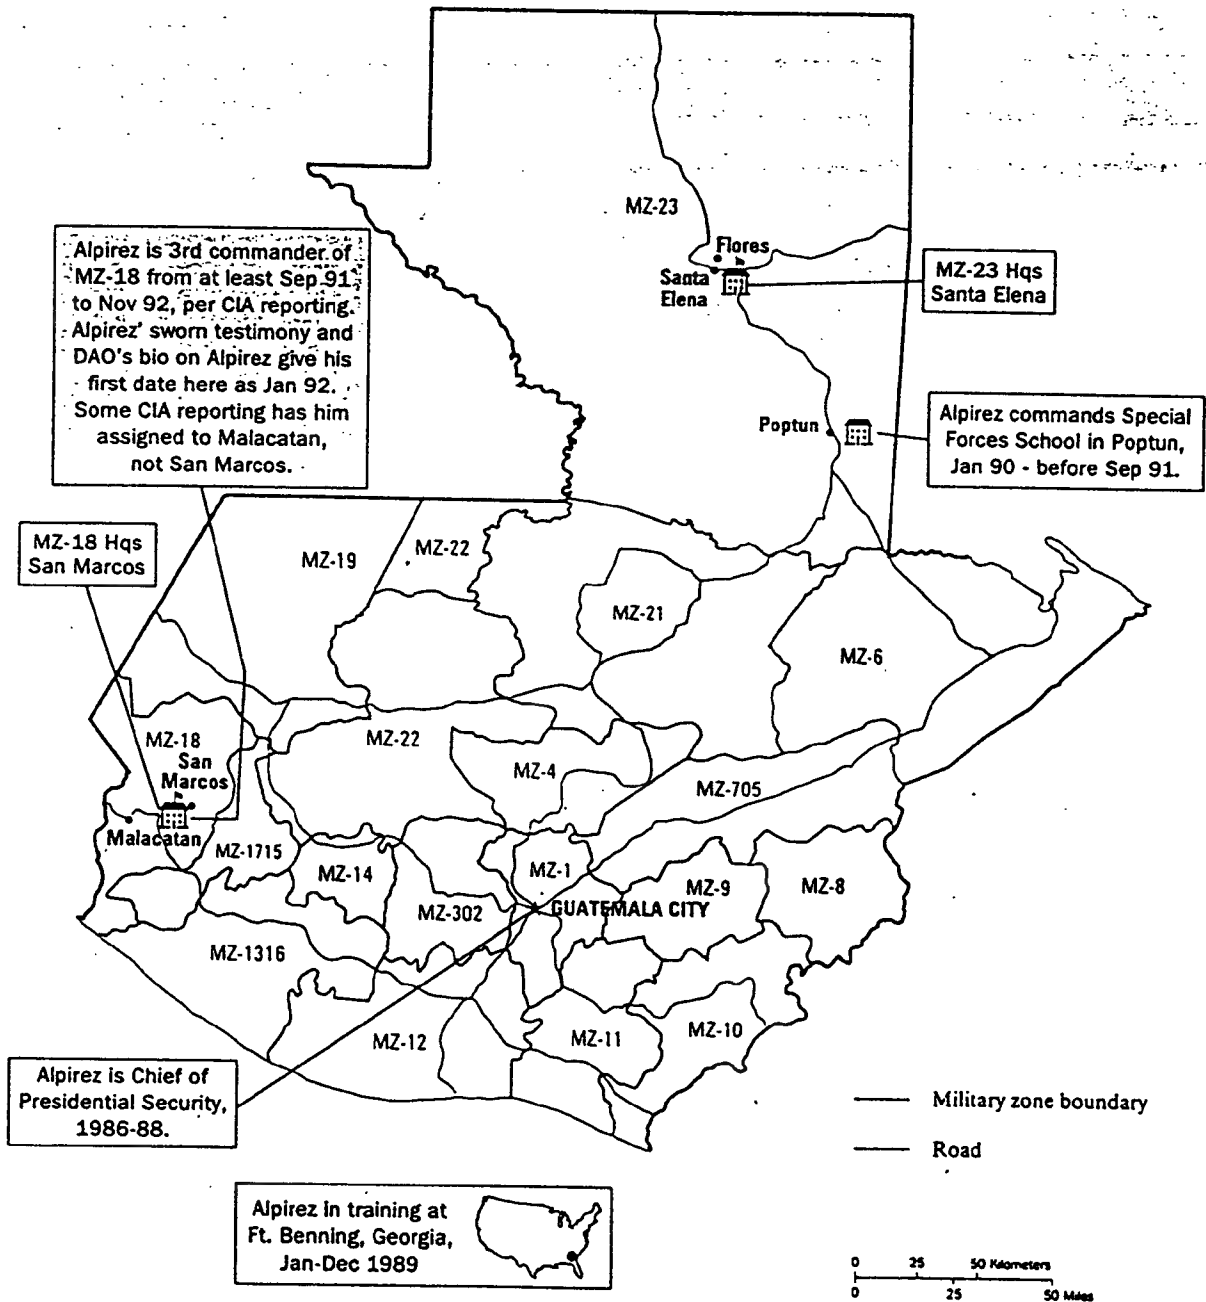 MZ-23
Flores
Santa
Elena
MZ-23 Hqs
Santa Elena
Alpirez is 3rd commander of
MZ-18 from at least Sep 91
to Nov 92, per CIA reporting.
Alpirez' sworn testimony and
DAO's bio on Alpirez give his
first date here as Jan 92.
Some CIA reporting has him
assigned to Malacatan,
not San Marcos.
Poptun
Alpirez commands Special
Forces School in Poptun,
Jan 90 - before Sep 91.
MZ-18 Hqs
San Marcos
MZ-19
MZ-22
MZ-21
MZ-6
MZ-18
San
Marcos
MZ-22
MZ-4
MZ-705
Malacatan
MZ-1715
MZ-14
MZ-1
MZ-9
MZ-8
MZ-302
GUATEMALA CITY
MZ-1316
MZ-12
MZ-11
MZ-10
Alpirez is Chief of
Presidential Security,
1986-88.
Military zone boundary
Road
Alpirez in training at
Ft. Benning, Georgia,
Jan-Dec 1989
0 25 50 Kilometers
0 25 50 Miles